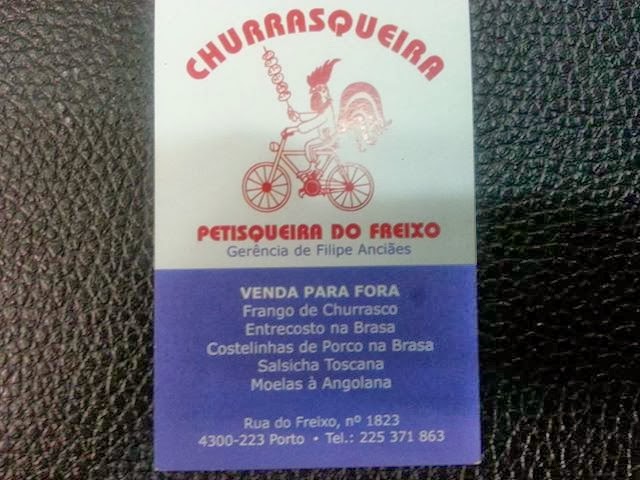 CHURRASQUEIRA
PETISQUEIRA DO FREIXO
Gerência de Filipe Anciães
VENDA PARA FORA
Frango de Churrasco
Entrecosto na Brasa
Costelinhas de Porco na Brasa
Salsicha Toscana
Moelas à Angolana
Rua do Freixo, nº 1823
4300-223 Porto • Tel.: 225 371 863